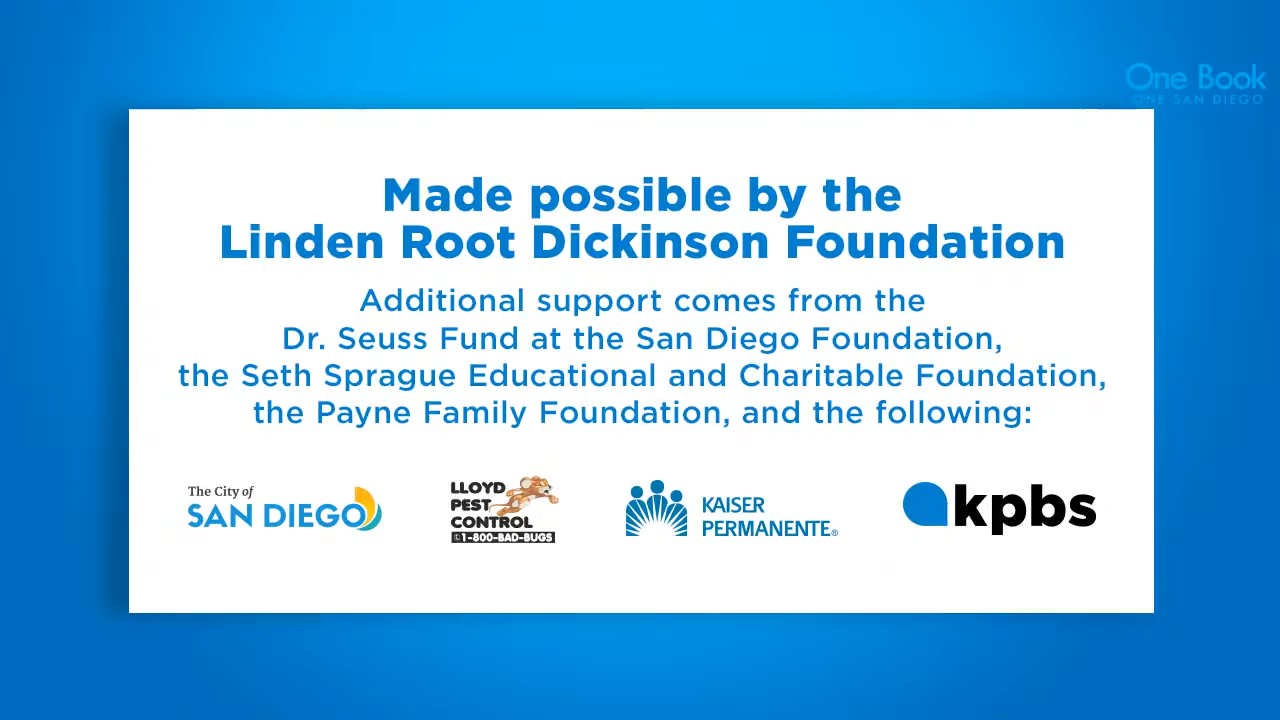 One Book
ONE SAN DIEGO
Made possible by the
Linden Root Dickinson Foundation
Additional support comes from the
Dr. Seuss Fund at the San Diego Foundation,
the Seth Sprague Educational and Charitable Foundation,
the Payne Family Foundation, and the following:
The City of
SAN DIEGO
LLOYD
PEST
CONTROL
1-800-BAD-BUGS
KAISER
PERMANENTE®
kpbs